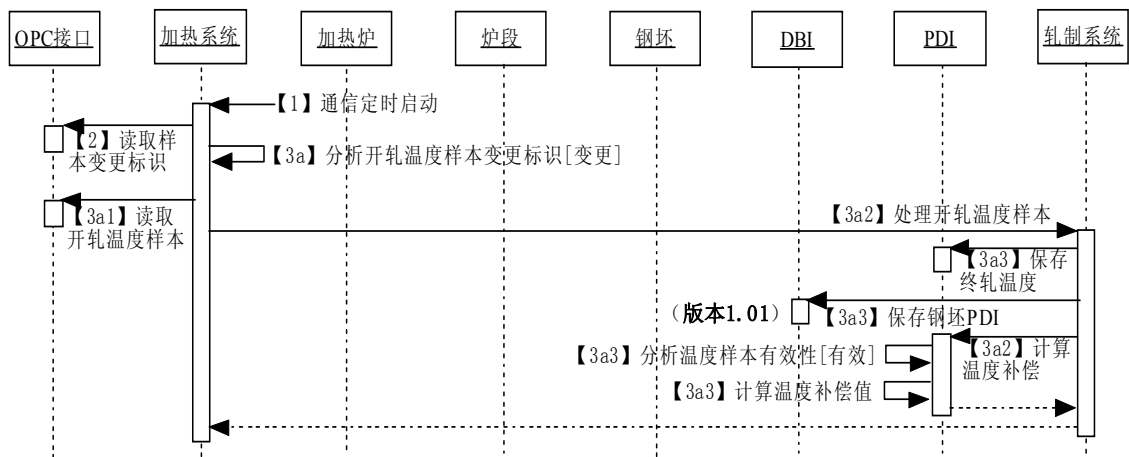 OPC接口
加热系统
加热炉
炉段
钢坯
DBI
PDI
轧制系统
【1】通信定时启动
【2】读取样
本变更标识
【3a】分析开轧温度样本变更标识[变更]
【3a1】读取
开轧温度样本
【3a2】处理开轧温度样本
【3a3】保存
终轧温度
（版本1.01）
【3a3】保存钢坯PDI
【3a2】计算
温度补偿
【3a3】分析温度样本有效性[有效]
【3a3】计算温度补偿值